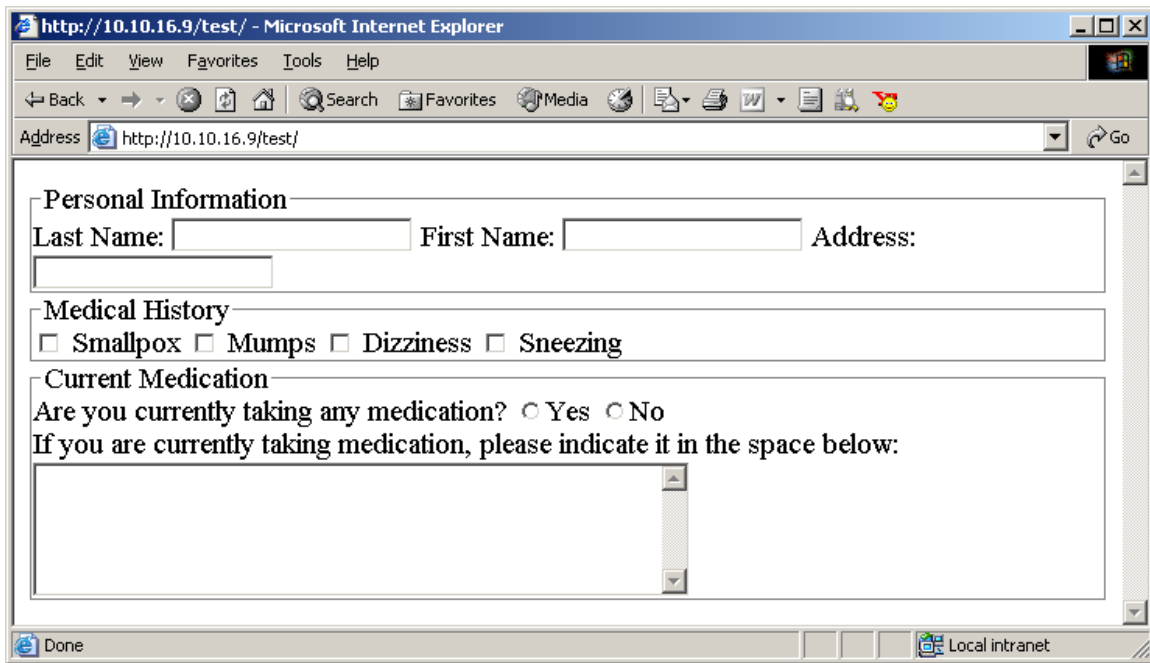 http://10.10.16.9/test/ - Microsoft Internet Explorer
File Edit View Favorites Tools Help
Back Search Favorites Media W
Address http://10.10.16.9/test/ Go
Personal Information
Last Name: First Name: Address:
Medical History
Smallpox Mumps Dizziness Sneezing
Current Medication
Are you currently taking any medication? Yes No
If you are currently taking medication, please indicate it in the space below:
Done Local intranet